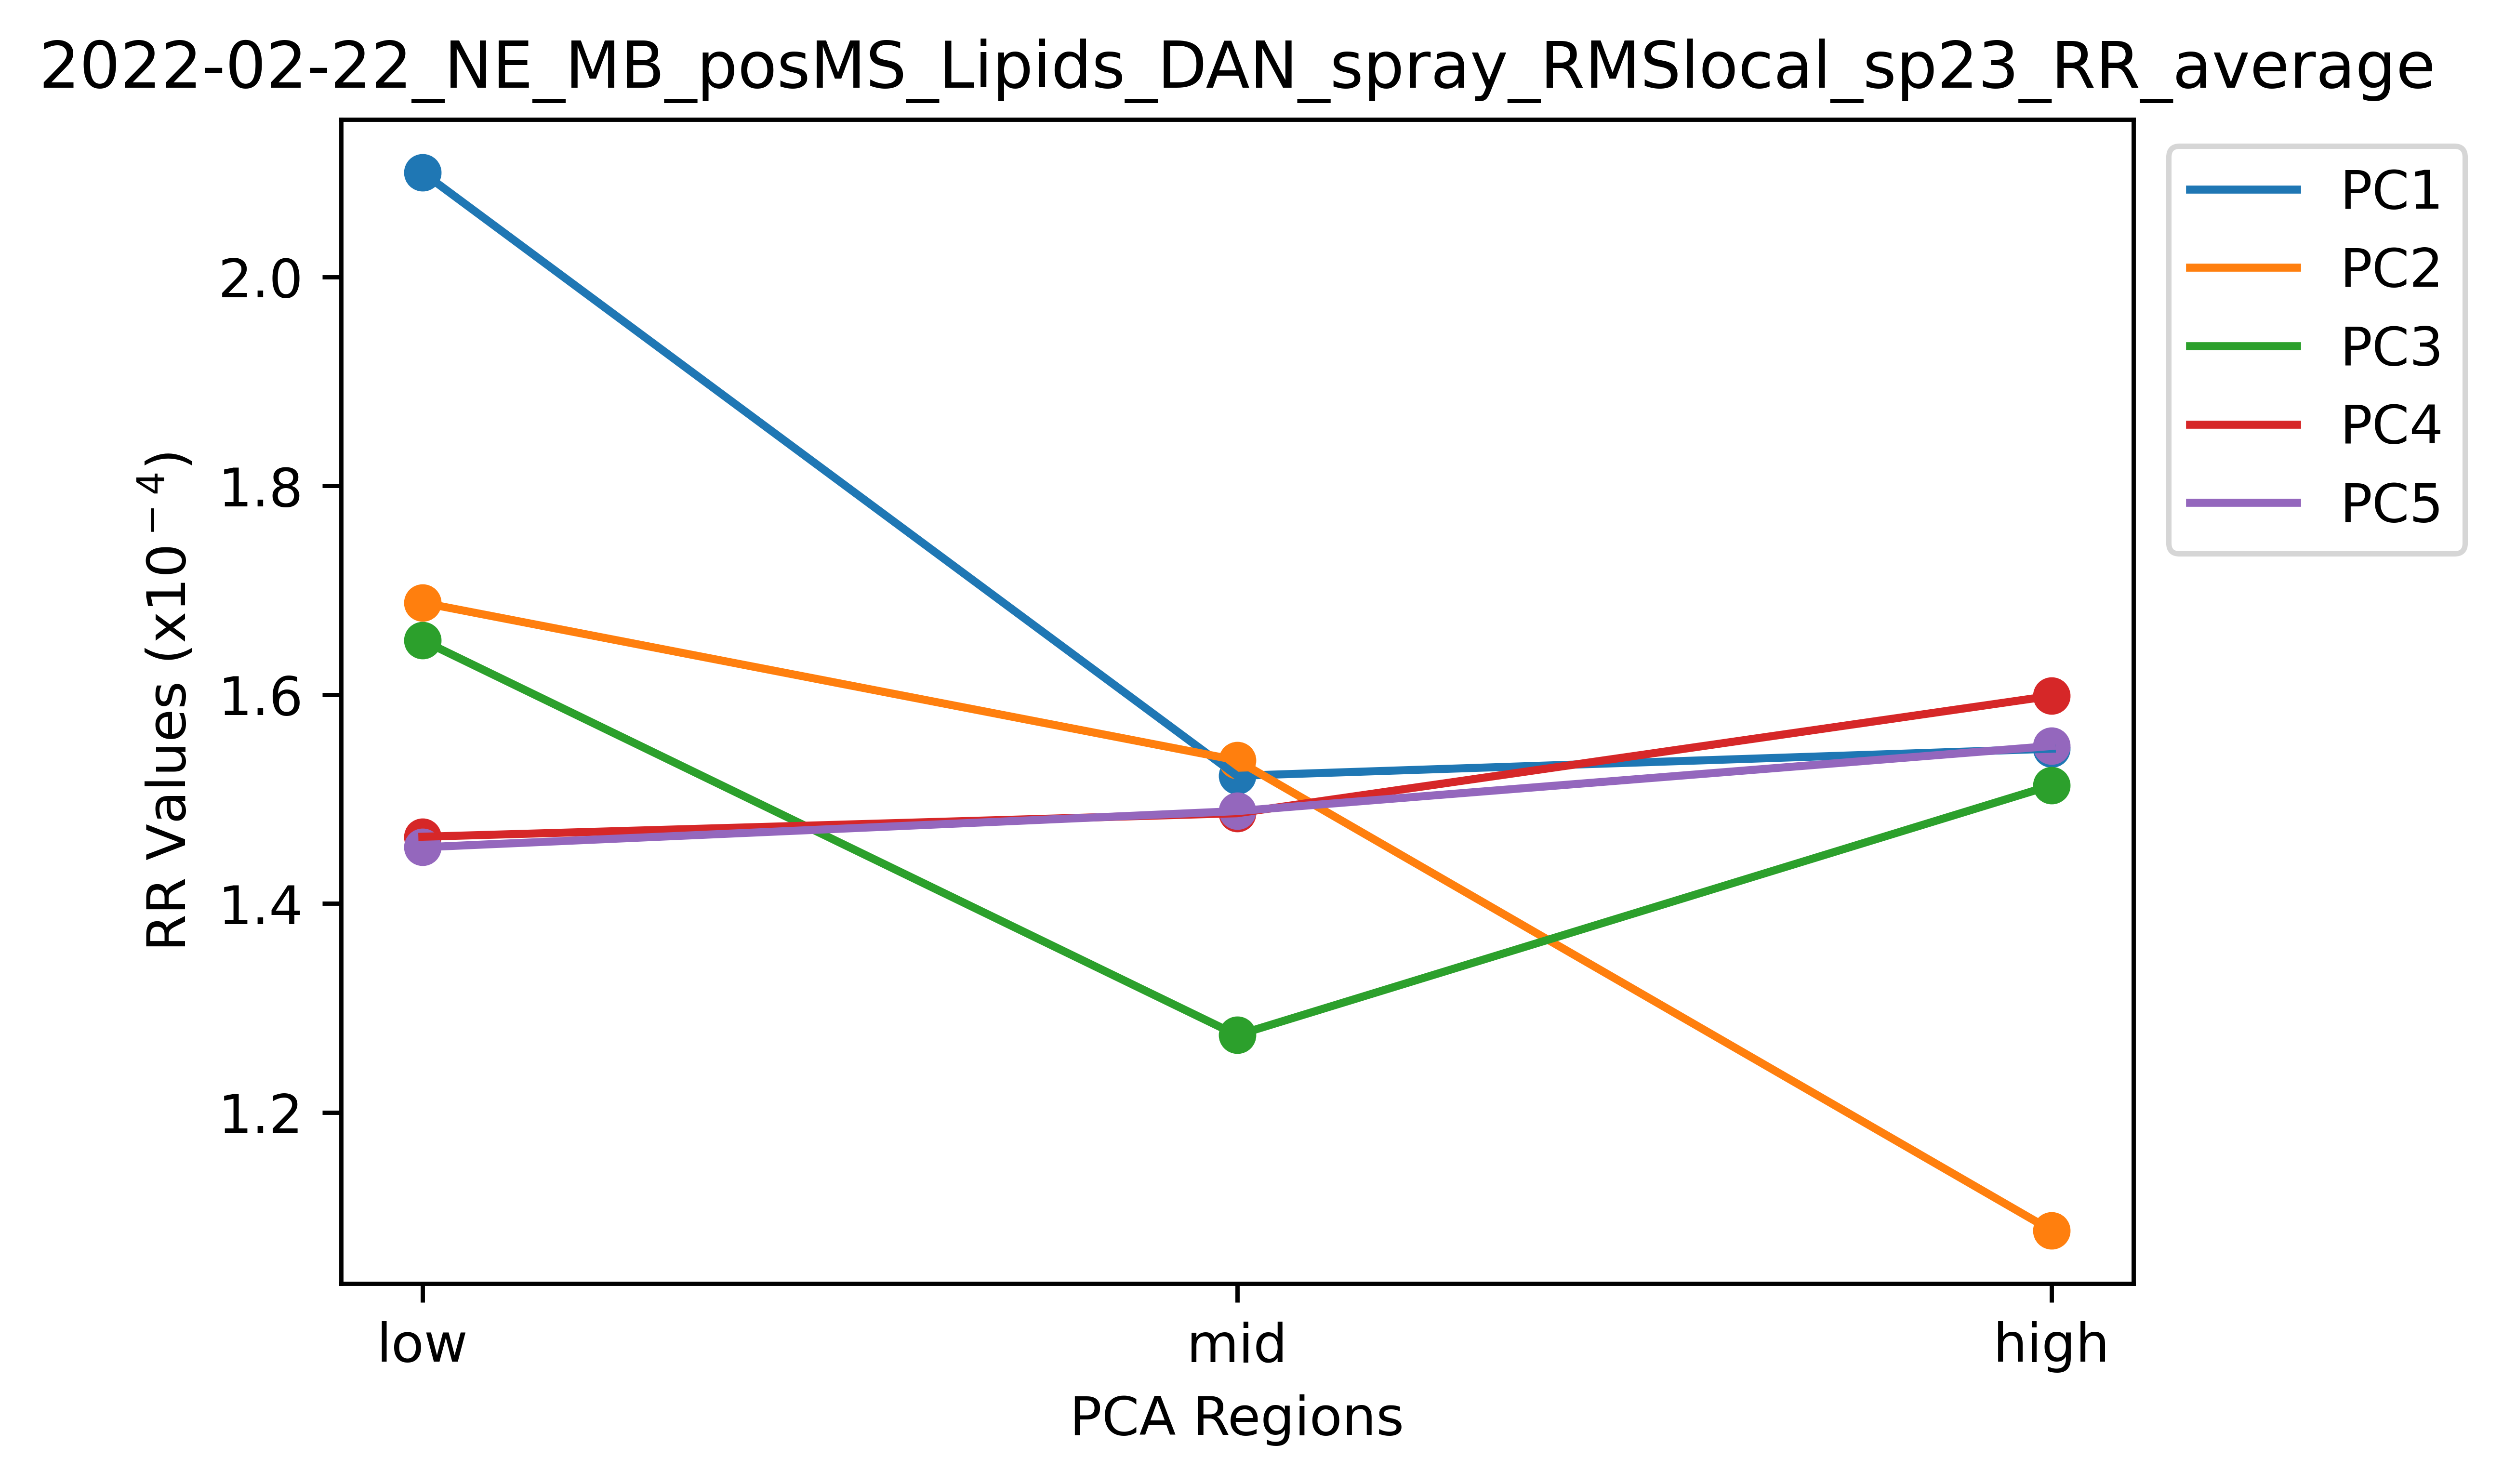 2022-02-22_NE_MB_posMS_Lipids_DAN_spray_RMSlocal_sp23_RR_average
PC1
PC2
PC3
PC4
PC5
RR Values (x10⁻⁴)
2.0
1.8
1.6
1.4
1.2
low mid high
PCA Regions